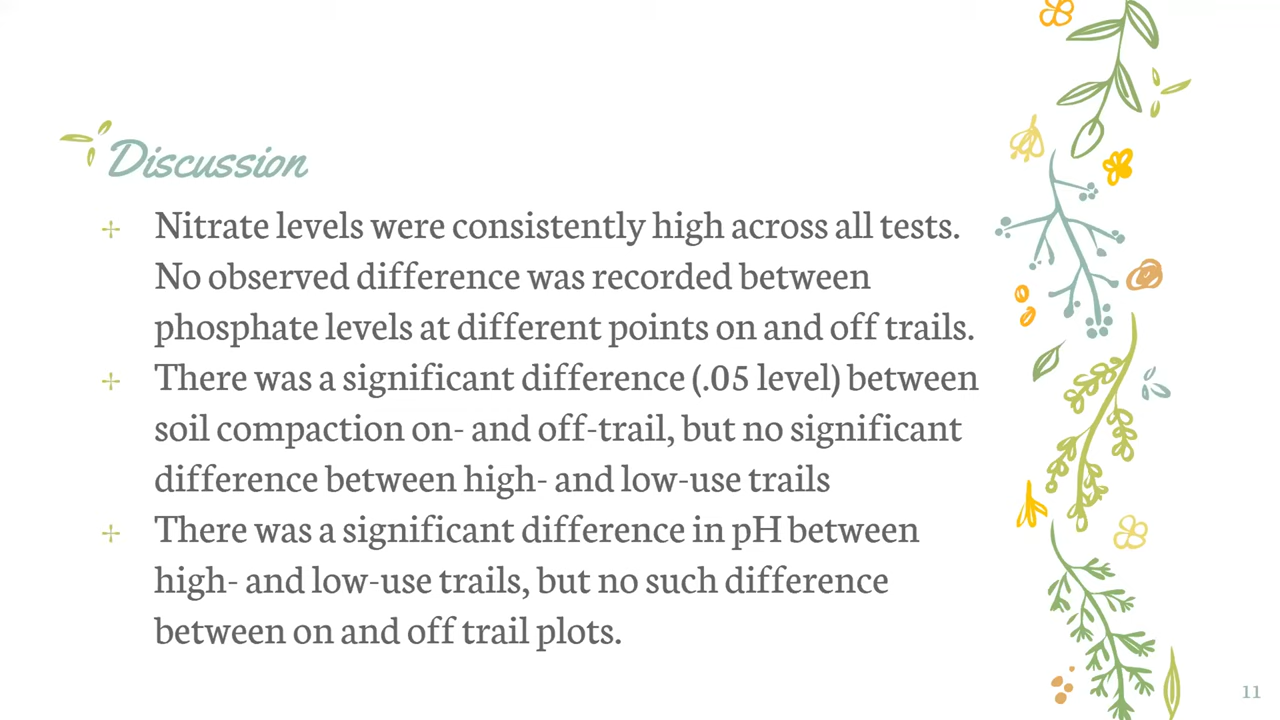 Discussion
Nitrate levels were consistently high across all tests.
No observed difference was recorded between
phosphate levels at different points on and off trails.
There was a significant difference (.05 level) between
soil compaction on- and off-trail, but no significant
difference between high- and low-use trails
There was a significant difference in pH between
high- and low-use trails, but no such difference
between on and off trail plots.
11